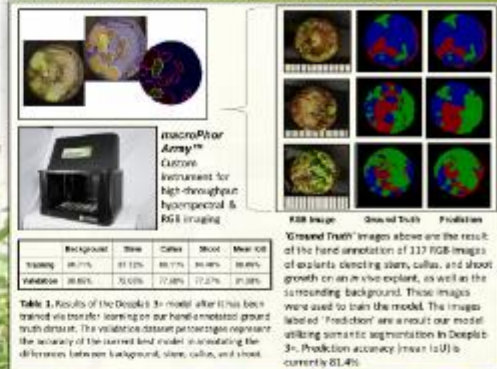 macroPhor
Array™
Custom
instrument for
high-throughput
hyperspectral &
RGB imaging
RGB Image Ground Truth Prediction
Background Stem Callus Shoot Mean IoU
Training
Validation
Table 1. Results of the Deeplab 3+ model after it has been
trained via transfer learning on our hand-annotated ground
truth dataset. The validation dataset percentages represent
the accuracy of the current best model in annotating the
differences between background, stem, callus, and shoot.
'Ground Truth' images above are the result
of the hand annotation of 117 RGB images
of explants denoting stem, callus, and shoot
growth on an in vivo explant, as well as the
surrounding background. These images
were used to train the model. The images
labeled 'Prediction' are a result our model
utilizing semantic segmentation in Deeplab
3+. Prediction accuracy (mean IoU) is
currently 81.4%